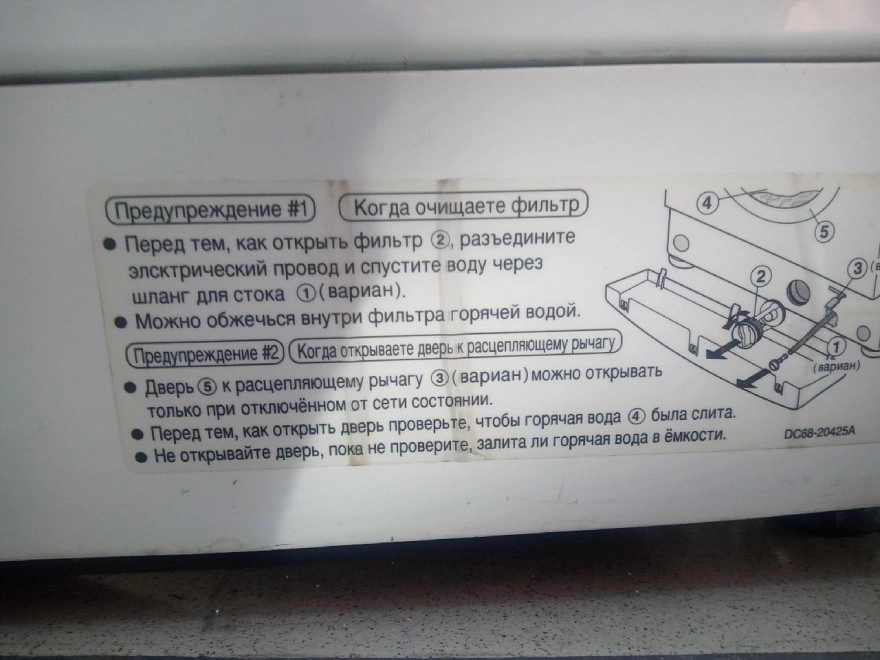 Предупреждение #1 Когда очищаете фильтр
● Перед тем, как открыть фильтр ②, разъедините
элсктрический провод и спустите воду через
шланг для стока ①(вариан).
● Можно обжечься внутри фильтра горячей водой.
Предупреждение #2 Когда открываете дверь к расцепляющему рычагу
● Дверь ⑤ к расцепляющему рычагу ③(вариан) можно открывать
только при отключённом от сети состоянии.
● Перед тем, как открыть дверь проверьте, чтобы горячая вода ④ была слита.
● Не открывайте дверь, пока не проверите, залита ли горячая вода в ёмкости.
④
⑤
③(в
②
①
(вариан)
DC68-20425A